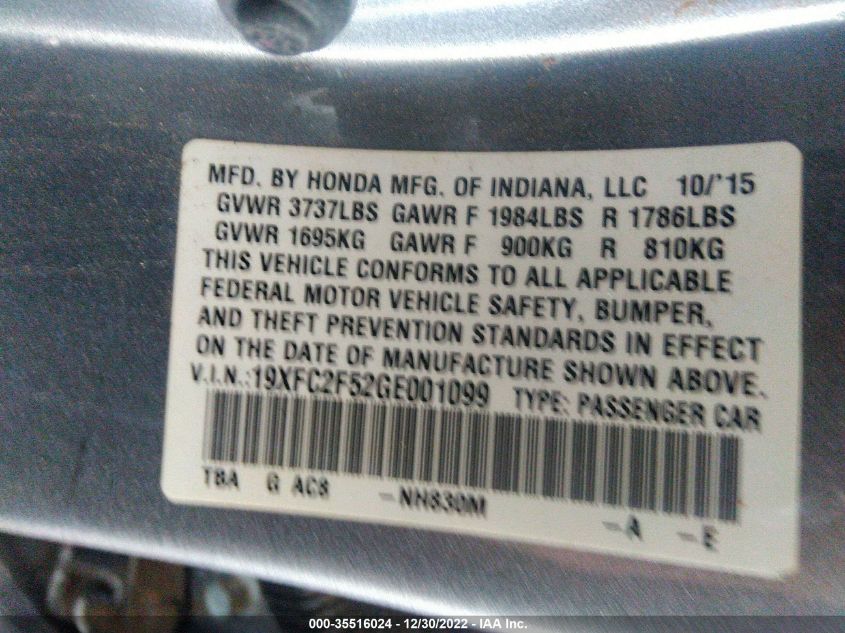 MFD. BY HONDA MFG. OF INDIANA, LLC 10/'15
GVWR 3737LBS GAWR F 1984LBS R 1786LBS
GVWR 1695KG GAWR F 900KG R 810KG
THIS VEHICLE CONFORMS TO ALL APPLICABLE
FEDERAL MOTOR VEHICLE SAFETY, BUMPER,
AND THEFT PREVENTION STANDARDS IN EFFECT
ON THE DATE OF MANUFACTURE SHOWN ABOVE.
V.I.N.:19XFC2F52GE001099 TYPE: PASSENGER CAR
TBA G AC8 -NH830M -A -E
000-35516024 - 12/30/2022 - IAA Inc.